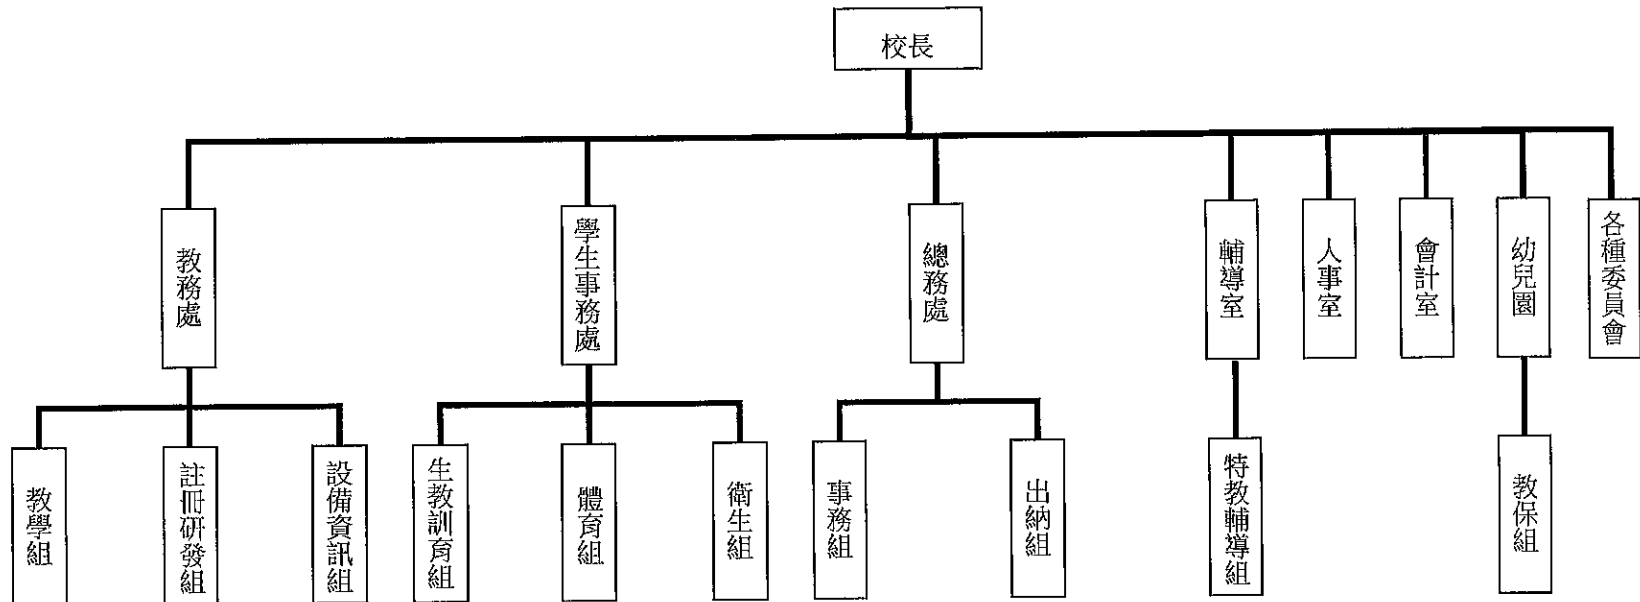 校長
教務處
學生事務處
總務處
輔導室
人事室
會計室
幼兒園
各種委員會
教學組
註冊研發組
設備資訊組
生教訓育組
體育組
衛生組
事務組
出納組
特教輔導組
教保組